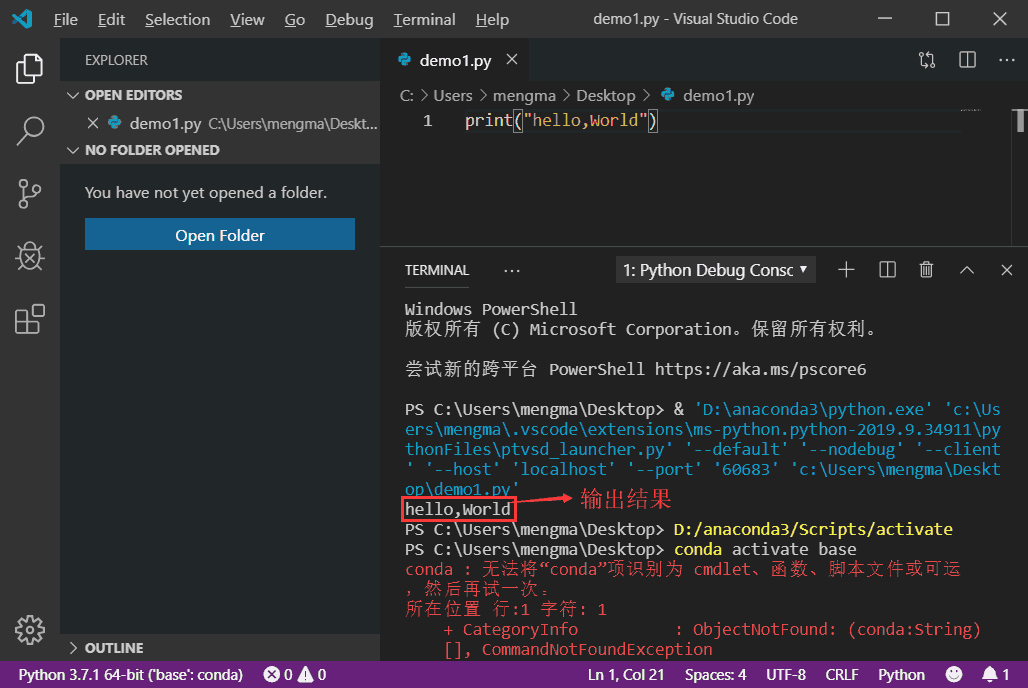 File Edit Selection View Go Debug Terminal Help demo1.py - Visual Studio Code
EXPLORER
OPEN EDITORS
demo1.py C:\Users\mengma\Deskt...
NO FOLDER OPENED
You have not yet opened a folder.
Open Folder
OUTLINE
demo1.py
C: > Users > mengma > Desktop > demo1.py
1 print("hello,World")
TERMINAL ... 1: Python Debug Consc
Windows PowerShell
版权所有 (C) Microsoft Corporation。保留所有权利。
尝试新的跨平台 PowerShell https://aka.ms/pscore6
PS C:\Users\mengma\Desktop> & 'D:\anaconda3\python.exe' 'c:\Us
ers\mengma\.vscode\extensions\ms-python.python-2019.9.34911\py
thonFiles\ptvsd_launcher.py' '--default' '--nodebug' '--client
' '--host' 'localhost' '--port' '60683' 'c:\Users\mengma\Deskt
op\demo1.py'
hello,World 输出结果
PS C:\Users\mengma\Desktop> D:/anaconda3/Scripts/activate
PS C:\Users\mengma\Desktop> conda activate base
conda : 无法将“conda”项识别为 cmdlet、函数、脚本文件或可运
，然后再试一次。
所在位置 行:1 字符: 1
+ CategoryInfo : ObjectNotFound: (conda:String)
[], CommandNotFoundException
Python 3.7.1 64-bit ('base': conda) 0 0 Ln 1, Col 21 Spaces: 4 UTF-8 CRLF Python 1